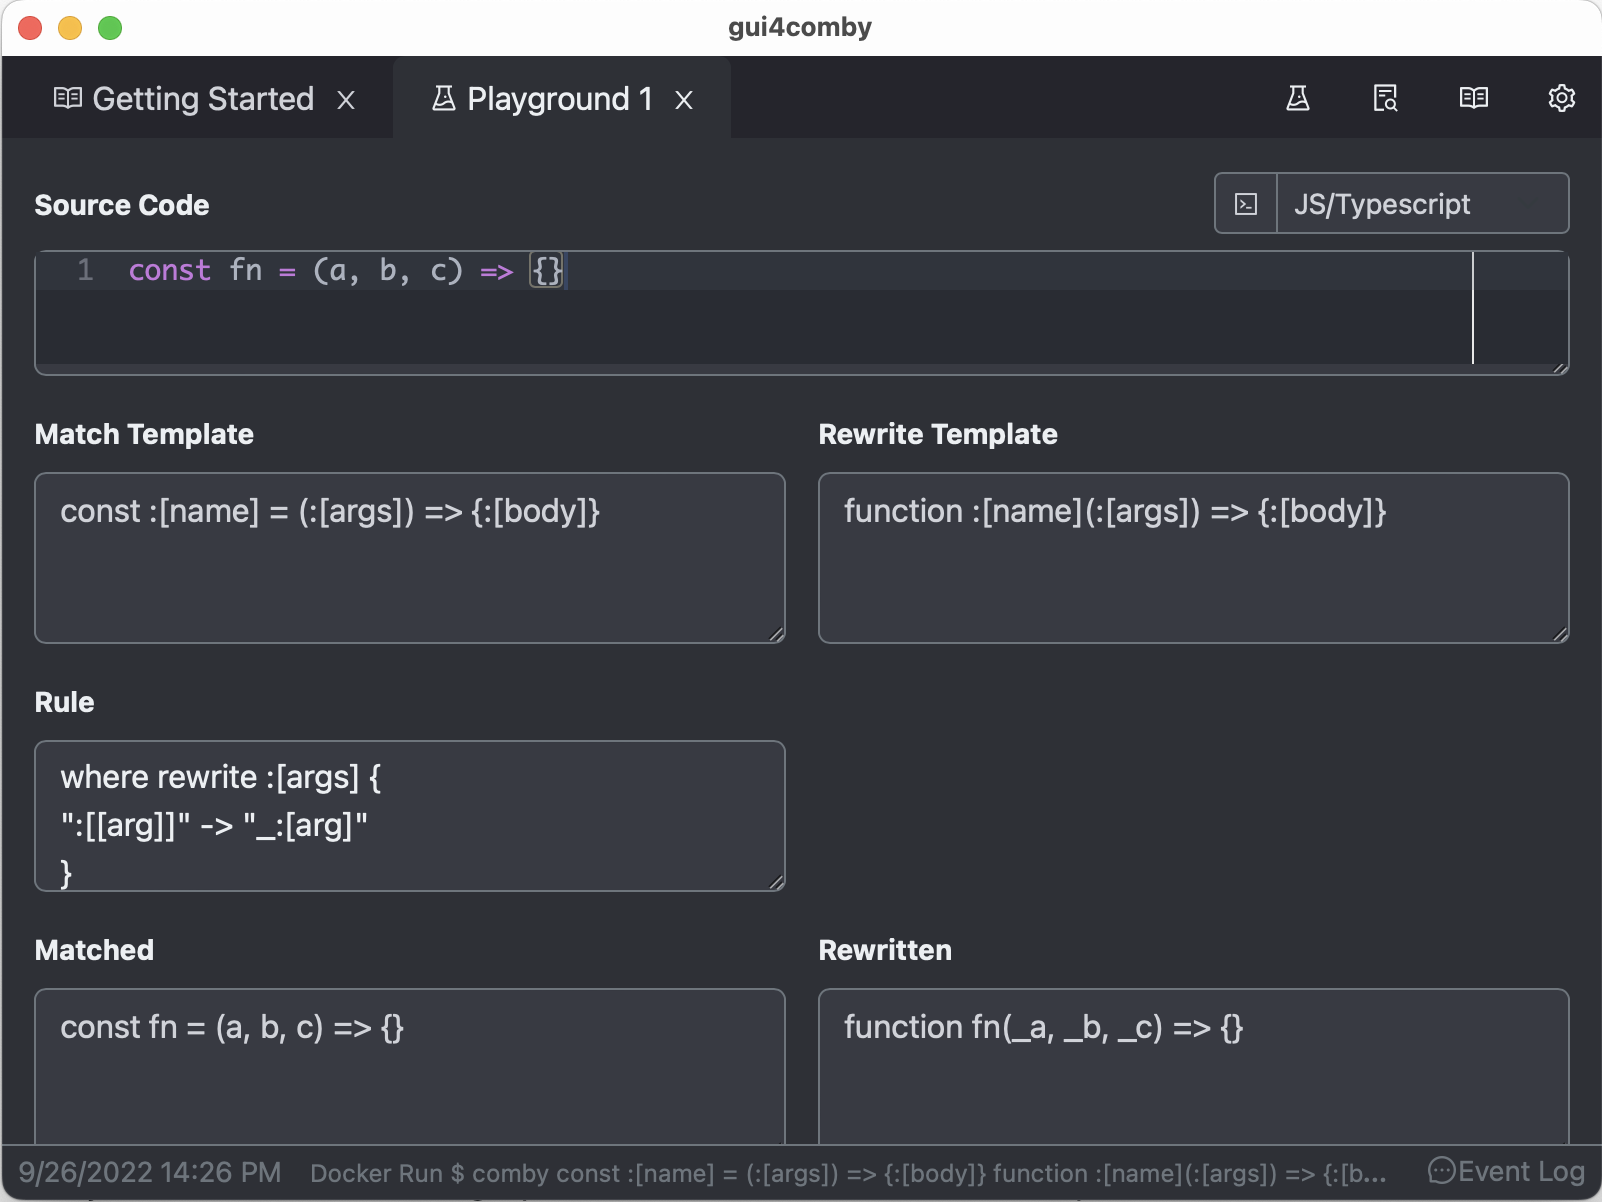 gui4comby
Getting Started X
Playground 1 X
Source Code
JS/Typescript
1 const fn = (a, b, c) => {}
Match Template
Rewrite Template
const :[name] = (:[args]) => {:[body]}
function :[name](:[args]) => {:[body]}
Rule
where rewrite :[args] {
":[[arg]]" -> "_:[arg]"
}
Matched
Rewritten
const fn = (a, b, c) => {}
function fn(_a, _b, _c) => {}
9/26/2022 14:26 PM Docker Run $ comby const :[name] = (:[args]) => {:[body]} function :[name](:[args]) => {:[b... Event Log